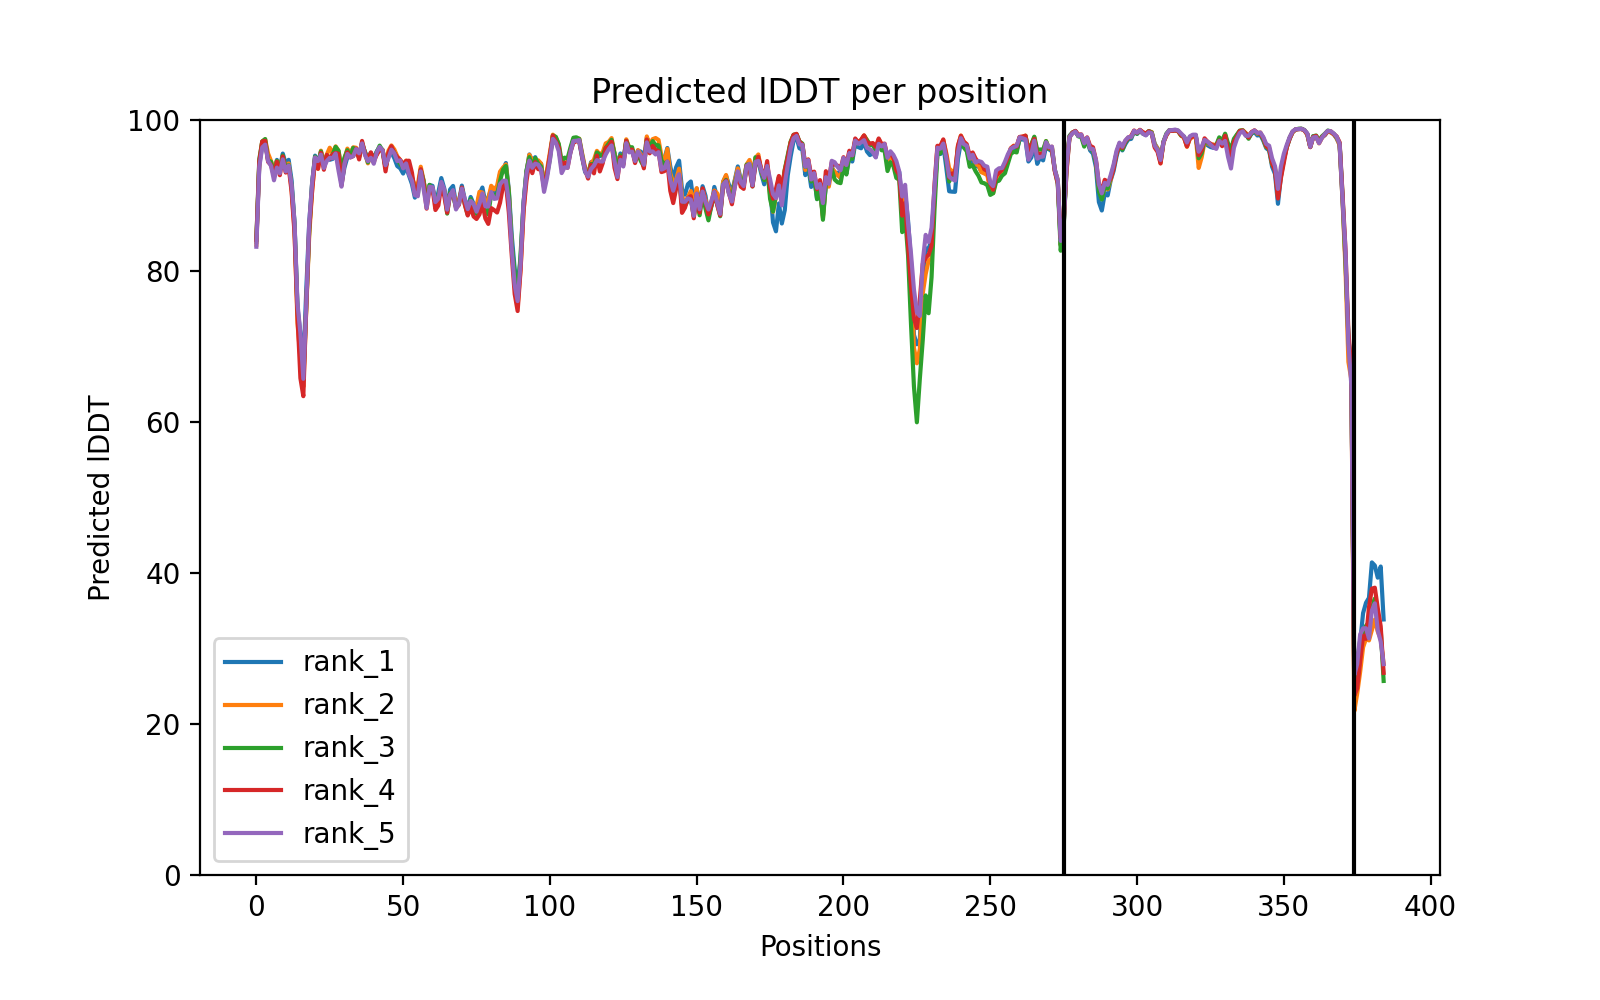 Predicted lDDT per position
100
80
60
40
20
0
Predicted lDDT
rank_1
rank_2
rank_3
rank_4
rank_5
0 50 100 150 200 250 300 350 400
Positions